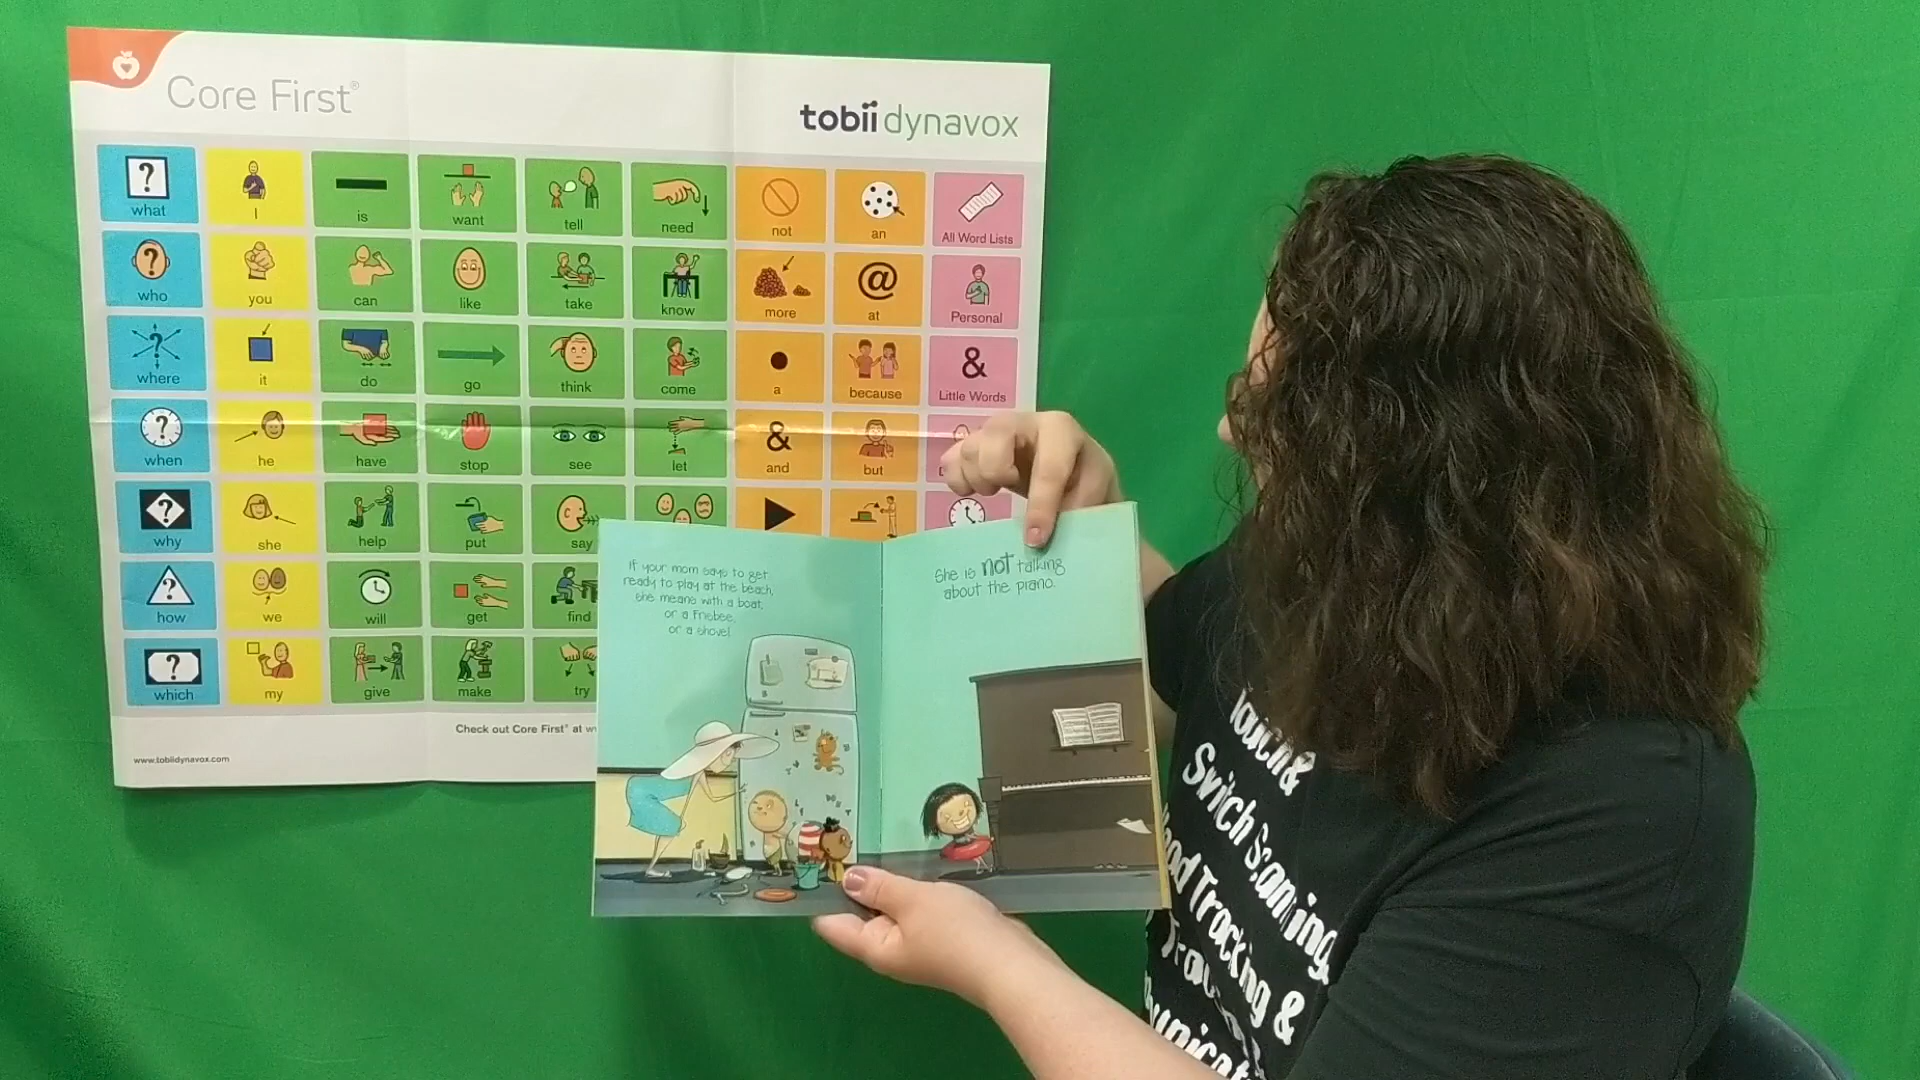 Core First®
tobii dynavox
what I is want tell need not an All Word Lists
who you can like take know more at Personal
@
where it do go think come a because Little Words
&
when he have stop see let and but
&
why she help put say
how we will get find
which my give make try
Check out Core First® at
www.tobiidynavox.com
If your mom says to get
ready to play at the beach,
she means with a boat,
or a Frisbee,
or a shovel.
She is not talking
about the piano.
&
Switch Scanning,
Tracking &